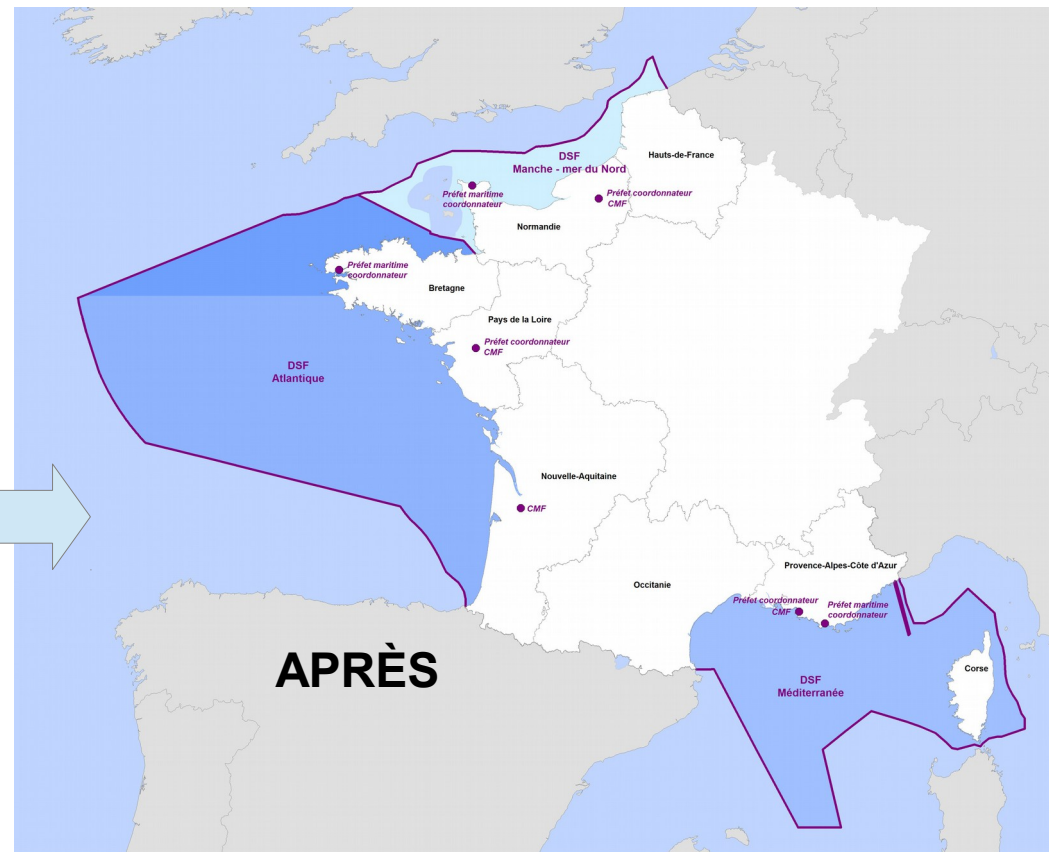 DSF
Manche - mer du Nord
Hauts-de-France
Préfet maritime
coordonnateur
Préfet coordonnateur
CMF
Normandie
Préfet maritime
coordonnateur
Bretagne
Pays de la Loire
Préfet coordonnateur
CMF
DSF
Atlantique
Nouvelle-Aquitaine
CMF
Provence-Alpes-Côte d'Azur
Occitanie
Préfet coordonnateur
CMF
Préfet maritime
coordonnateur
APRÈS
Corse
DSF
Méditerranée